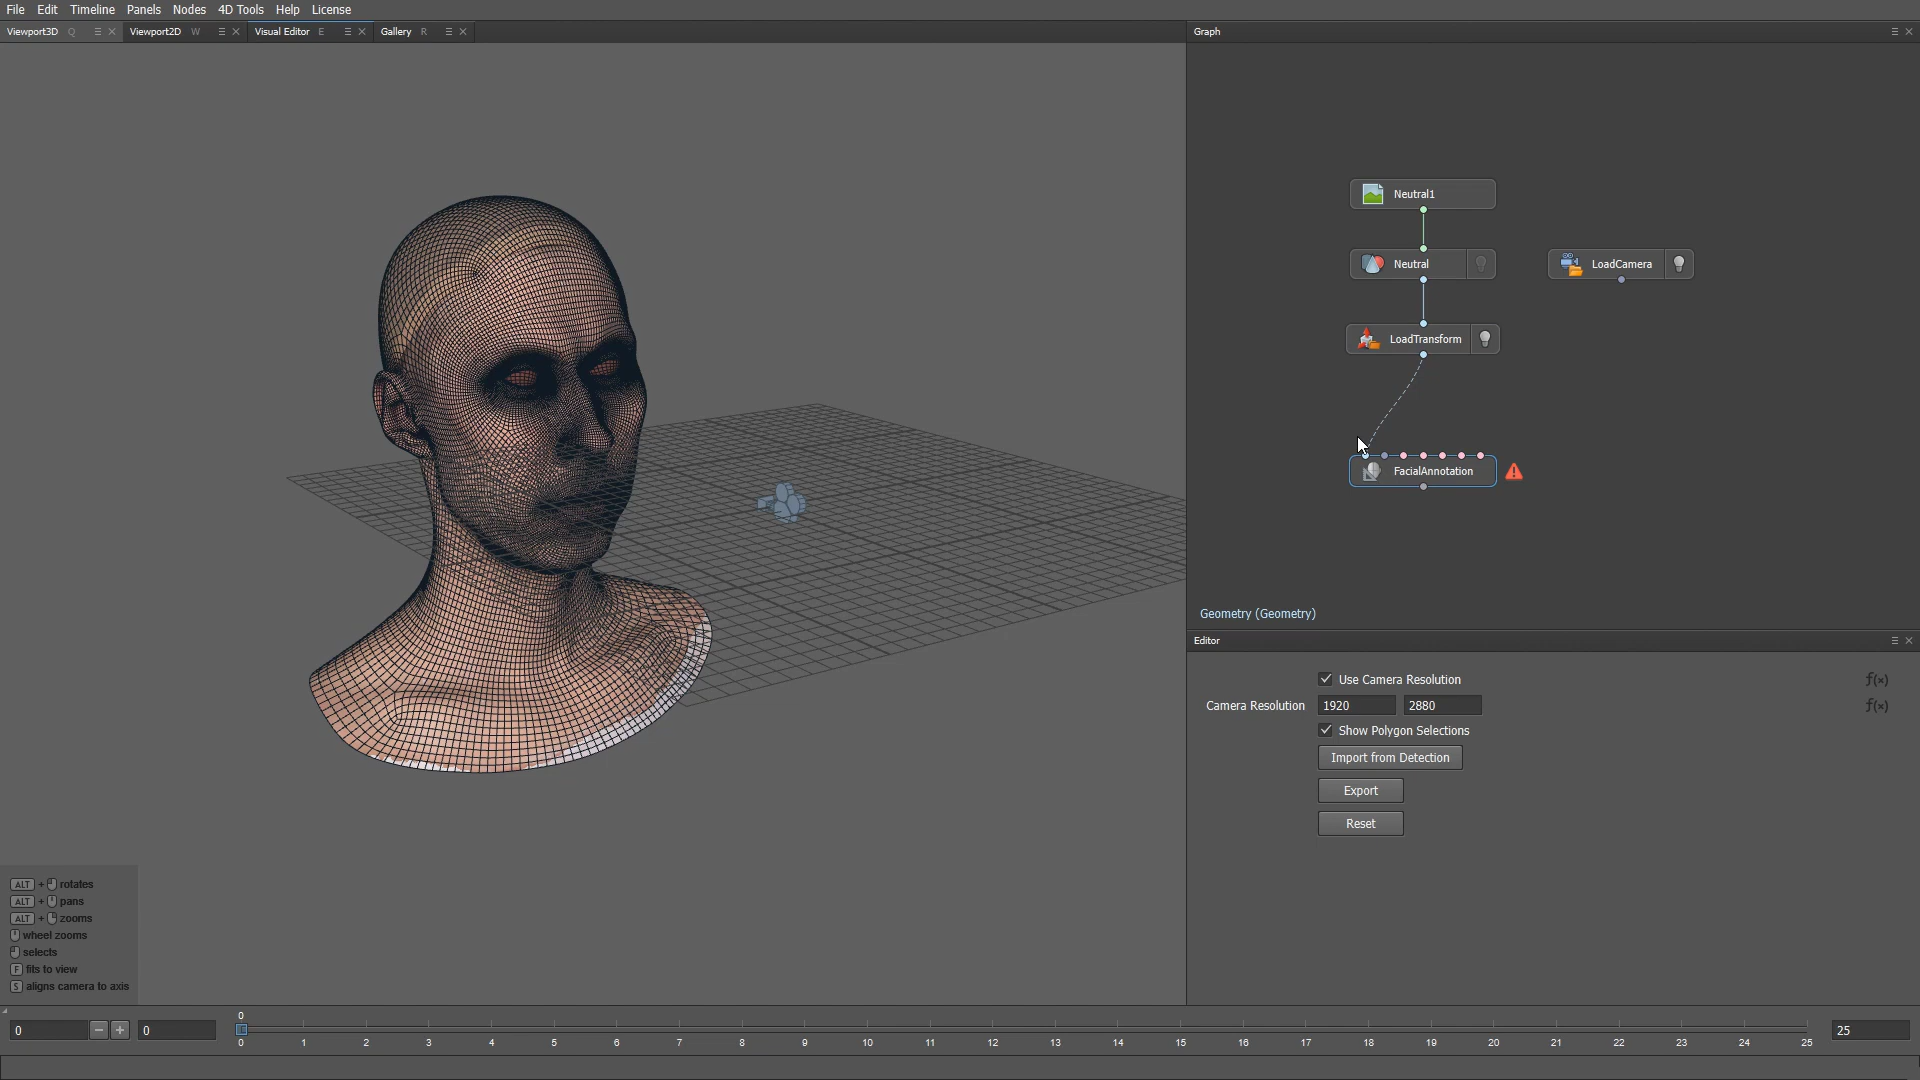 File Edit Timeline Panels Nodes 4D Tools Help License
Viewport3D Q Viewport2D W Visual Editor E Gallery R Graph
Neutral1
Neutral
LoadCamera
LoadTransform
FacialAnnotation
Geometry (Geometry)
Editor
Use Camera Resolution f(x)
Camera Resolution 1920 2880 f(x)
Show Polygon Selections
Import from Detection
Export
Reset
ALT + rotates
ALT + pans
ALT + zooms
wheel zooms
selects
F fits to view
S aligns camera to axis
0
0 − + 0 25
0 1 2 3 4 5 6 7 8 9 10 11 12 13 14 15 16 17 18 19 20 21 22 23 24 25